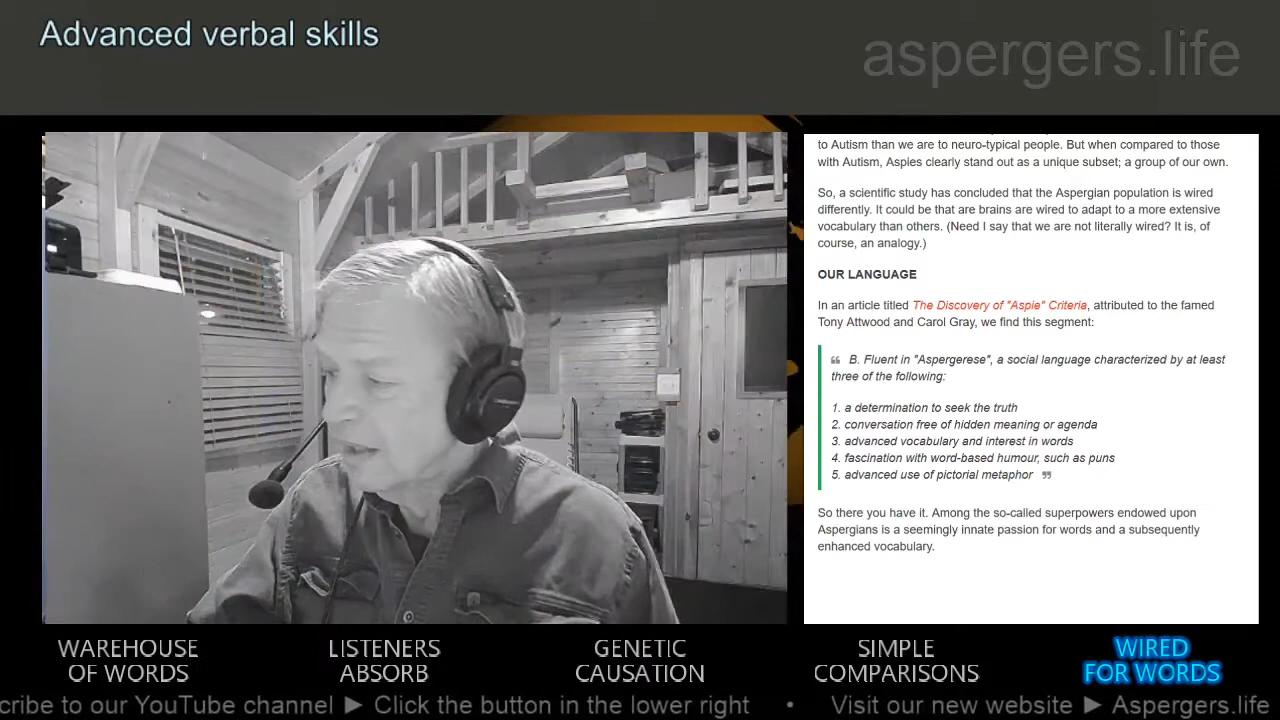 Advanced verbal skills
aspergers.life
to Autism than we are to neuro-typical people. But when compared to those
with Autism, Aspies clearly stand out as a unique subset; a group of our own.
So, a scientific study has concluded that the Aspergian population is wired
differently. It could be that are brains are wired to adapt to a more extensive
vocabulary than others. (Need I say that we are not literally wired? It is, of
course, an analogy.)
OUR LANGUAGE
In an article titled The Discovery of "Aspie" Criteria, attributed to the famed
Tony Attwood and Carol Gray, we find this segment:
❝ B. Fluent in "Aspergerese", a social language characterized by at least
three of the following:
1. a determination to seek the truth
2. conversation free of hidden meaning or agenda
3. advanced vocabulary and interest in words
4. fascination with word-based humour, such as puns
5. advanced use of pictorial metaphor ❞
So there you have it. Among the so-called superpowers endowed upon
Aspergians is a seemingly innate passion for words and a subsequently
enhanced vocabulary.
WAREHOUSE
OF WORDS
LISTENERS
ABSORB
GENETIC
CAUSATION
SIMPLE
COMPARISONS
WIRED
FOR WORDS
cribe to our YouTube channel ► Click the button in the lower right • Visit our new website ► Aspergers.life